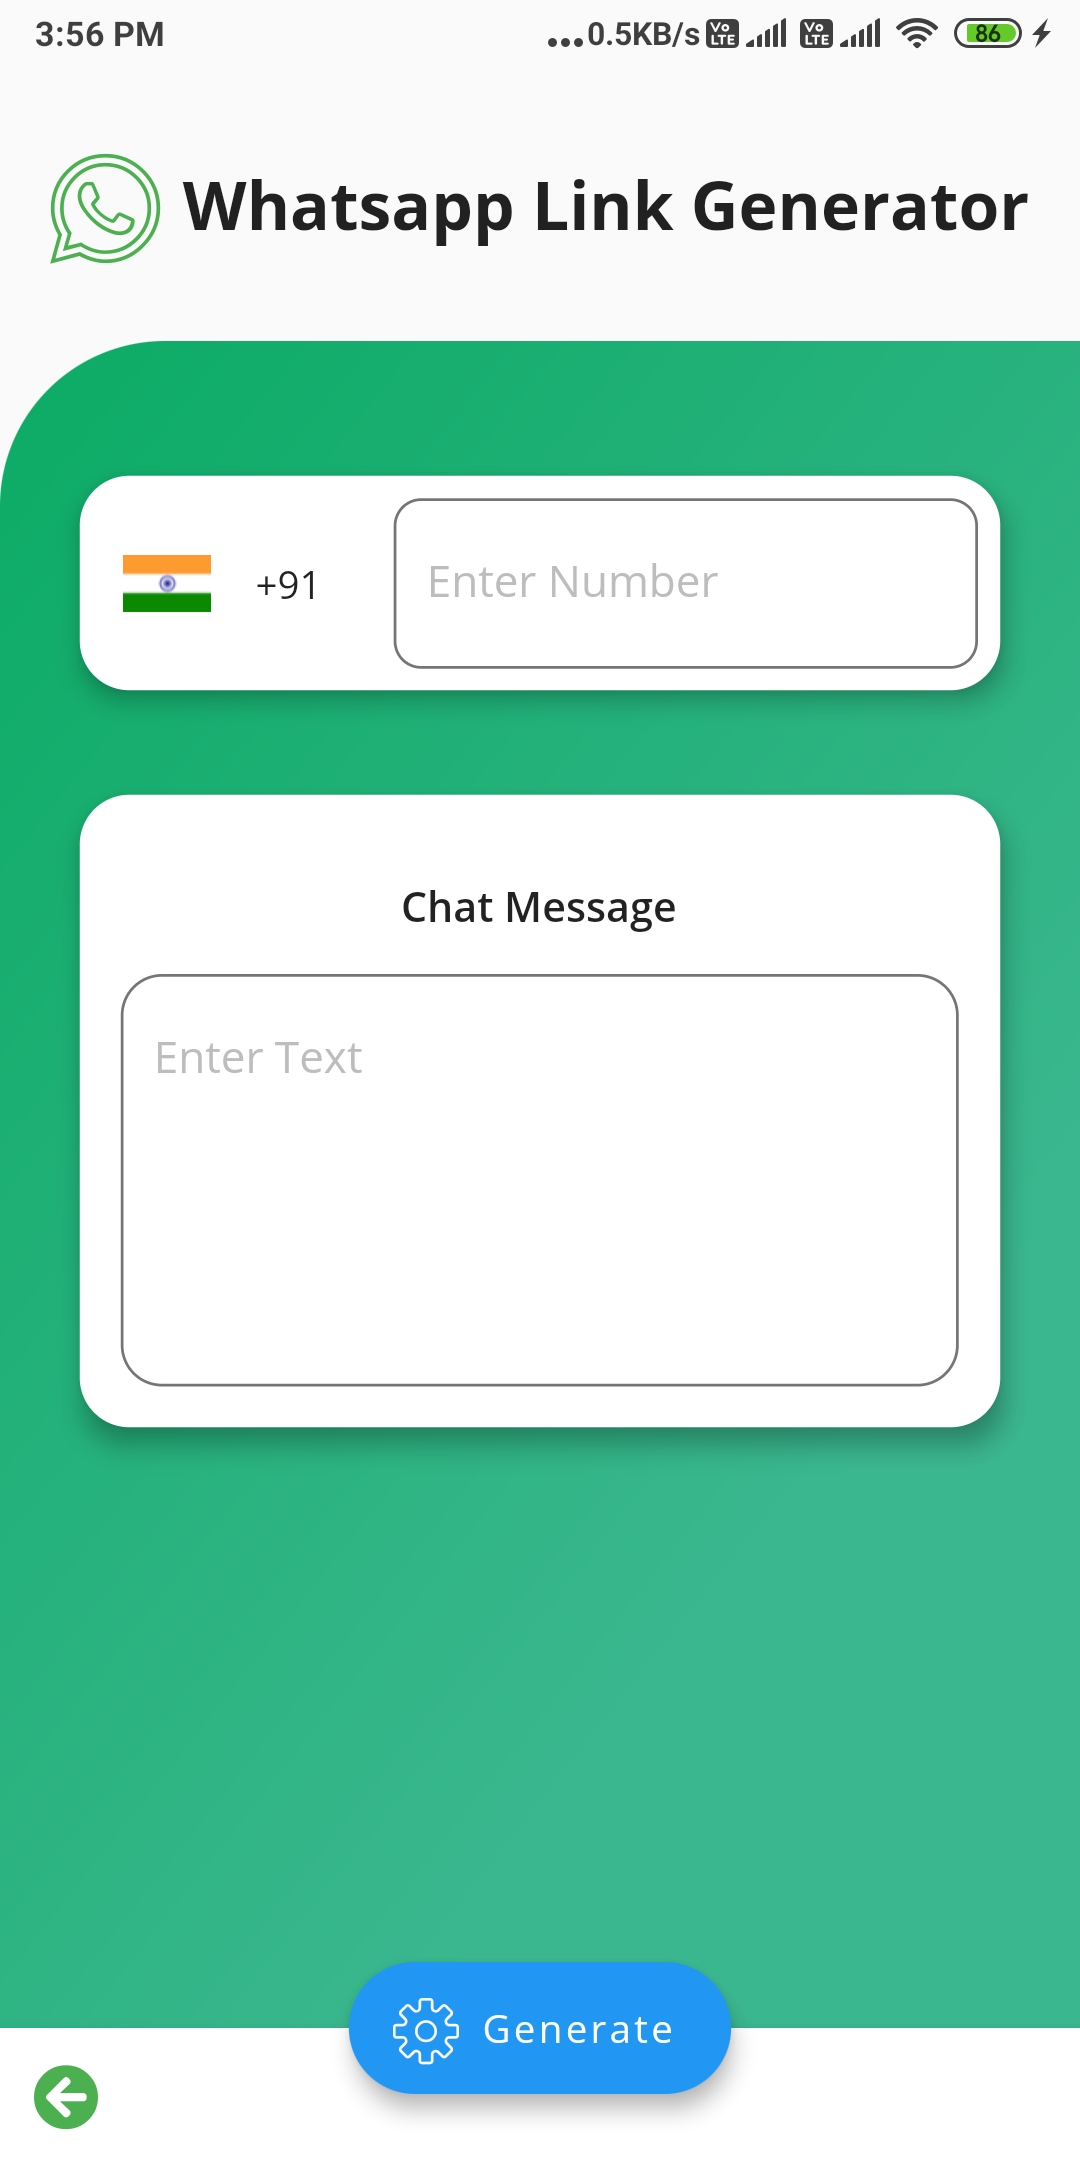 3:56 PM
...0.5KB/s Vo LTE Vo LTE 86
Whatsapp Link Generator
+91
Enter Number
Chat Message
Enter Text
Generate